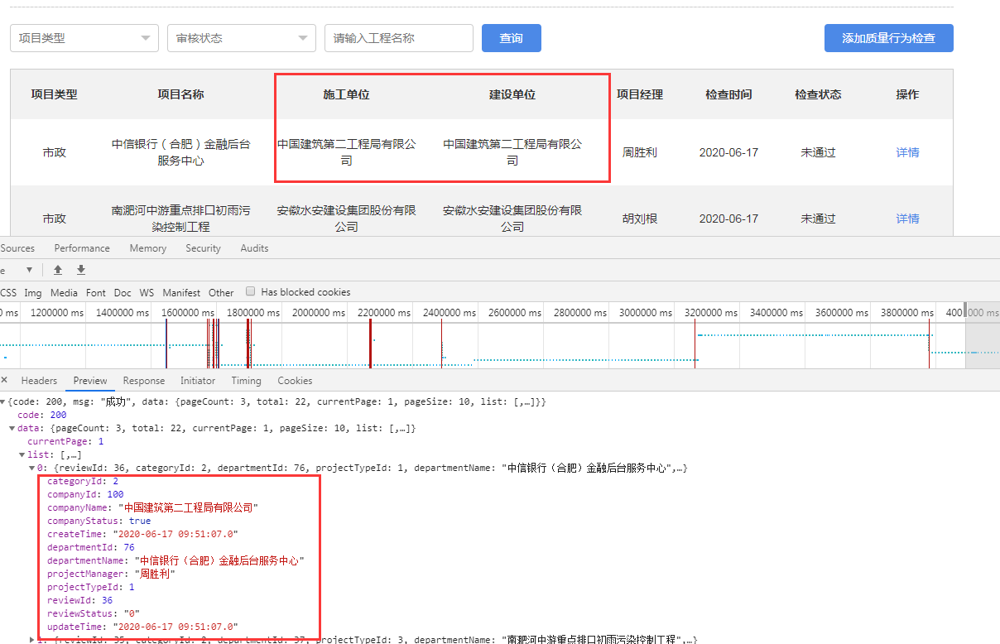 项目类型 审核状态 请输入工程名称 查询 添加质量行为检查
项目类型 项目名称 施工单位 建设单位 项目经理 检查时间 检查状态 操作
市政 中信银行（合肥）金融后台服务中心 中国建筑第二工程局有限公司 中国建筑第二工程局有限公司 周胜利 2020-06-17 未通过 详情
市政 南淝河中游重点排口初雨污染控制工程 安徽水安建设集团股份有限公司 安徽水安建设集团股份有限公司 胡刘根 2020-06-17 未通过 详情
Sources Performance Memory Security Audits
e
CSS Img Media Font Doc WS Manifest Other Has blocked cookies
0 ms 1200000 ms 1400000 ms 1600000 ms 1800000 ms 2000000 ms 2200000 ms 2400000 ms 2600000 ms 2800000 ms 3000000 ms 3200000 ms 3400000 ms 3600000 ms 3800000 ms 400 000 ms
× Headers Preview Response Initiator Timing Cookies
▼{code: 200, msg: "成功", data: {pageCount: 3, total: 22, currentPage: 1, pageSize: 10, list: [,…]}}
code: 200
▼data: {pageCount: 3, total: 22, currentPage: 1, pageSize: 10, list: [,…]}
currentPage: 1
▼list: [,…]
▼0: {reviewId: 36, categoryId: 2, departmentId: 76, projectTypeId: 1, departmentName: "中信银行（合肥）金融后台服务中心",…}
categoryId: 2
companyId: 100
companyName: "中国建筑第二工程局有限公司"
companyStatus: true
createTime: "2020-06-17 09:51:07.0"
departmentId: 76
departmentName: "中信银行（合肥）金融后台服务中心"
projectManager: "周胜利"
projectTypeId: 1
reviewId: 36
reviewStatus: "0"
updateTime: "2020-06-17 09:51:07.0"
▶1: {reviewId: 35, categoryId: 2, departmentId: 37, projectTypeId: 3, departmentName: "南淝河中游重点排口初雨污染控制工程",…}